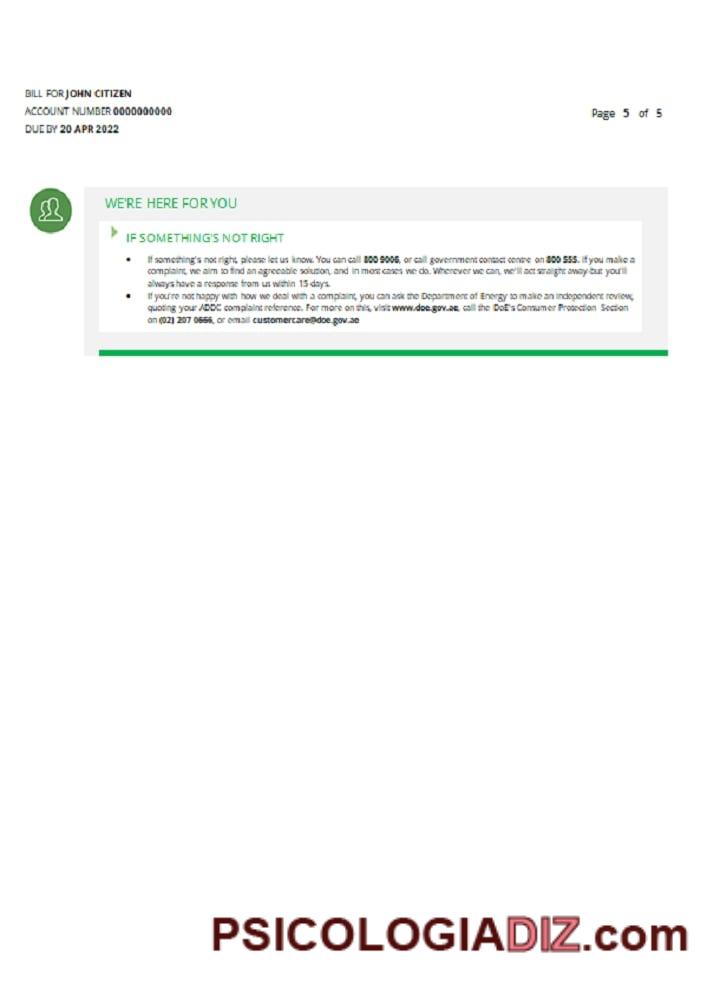 BILL FOR JOHN CITIZEN
ACCOUNT NUMBER 0000000000
DUE BY 20 APR 2022
Page 5 of 5
WE'RE HERE FOR YOU
IF SOMETHING'S NOT RIGHT
• If something's not right, please let us know. You can call 800 9006, or call government contact centre on 800 555. If you make a
complaint, we aim to find an agreeable solution, and in most cases we do. Wherever we can, we'll act straight away-but you'll
always have a response from us within 15 days.
• If you're not happy with how we deal with a complaint, you can ask the Department of Energy to make an independent review,
quoting your ADDC complaint reference. For more on this, visit www.doe.gov.ae, call the DoE's Consumer Protection Section
on (02) 207 0666, or email customercare@doe.gov.ae
PSICOLOGIADIZ.com